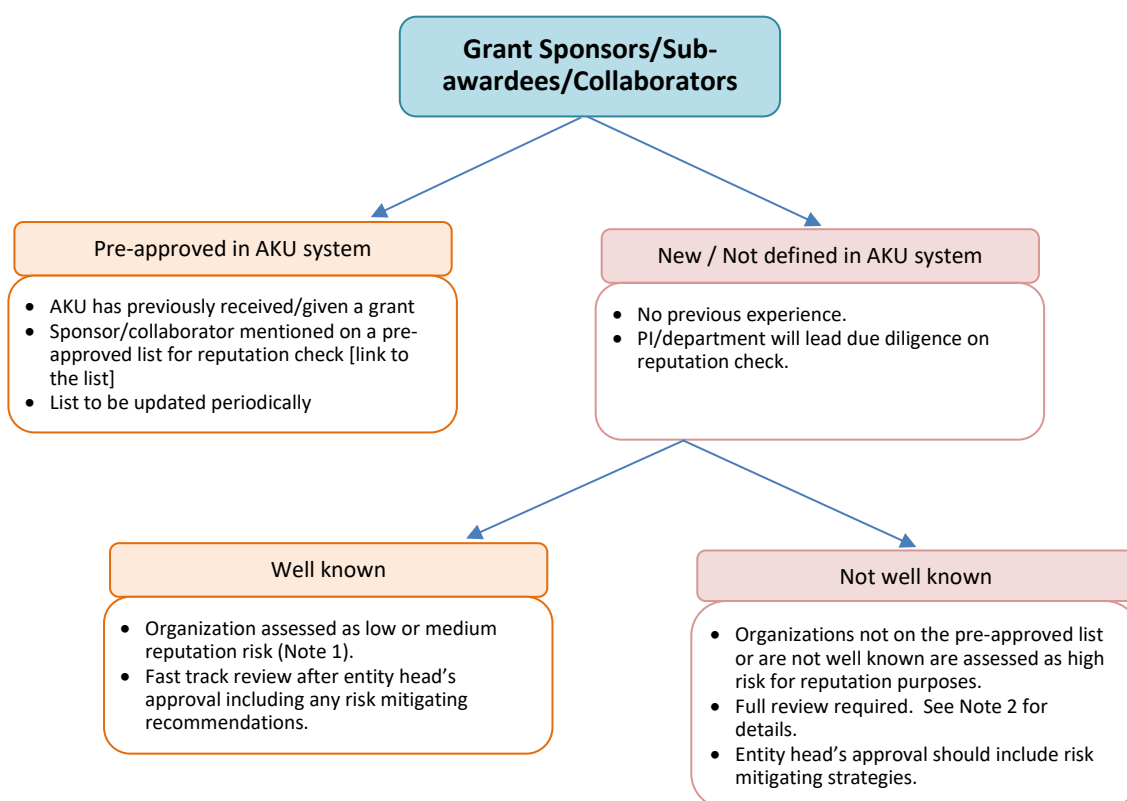 Grant Sponsors/Sub-
awardees/Collaborators
Pre-approved in AKU system
• AKU has previously received/given a grant
• Sponsor/collaborator mentioned on a pre-
approved list for reputation check [link to
the list]
• List to be updated periodically
New / Not defined in AKU system
• No previous experience.
• PI/department will lead due diligence on
reputation check.
Well known
• Organization assessed as low or medium
reputation risk (Note 1).
• Fast track review after entity head’s
approval including any risk mitigating
recommendations.
Not well known
• Organizations not on the pre-approved list
or are not well known are assessed as high
risk for reputation purposes.
• Full review required.  See Note 2 for
details.
• Entity head’s approval should include risk
mitigating strategies.